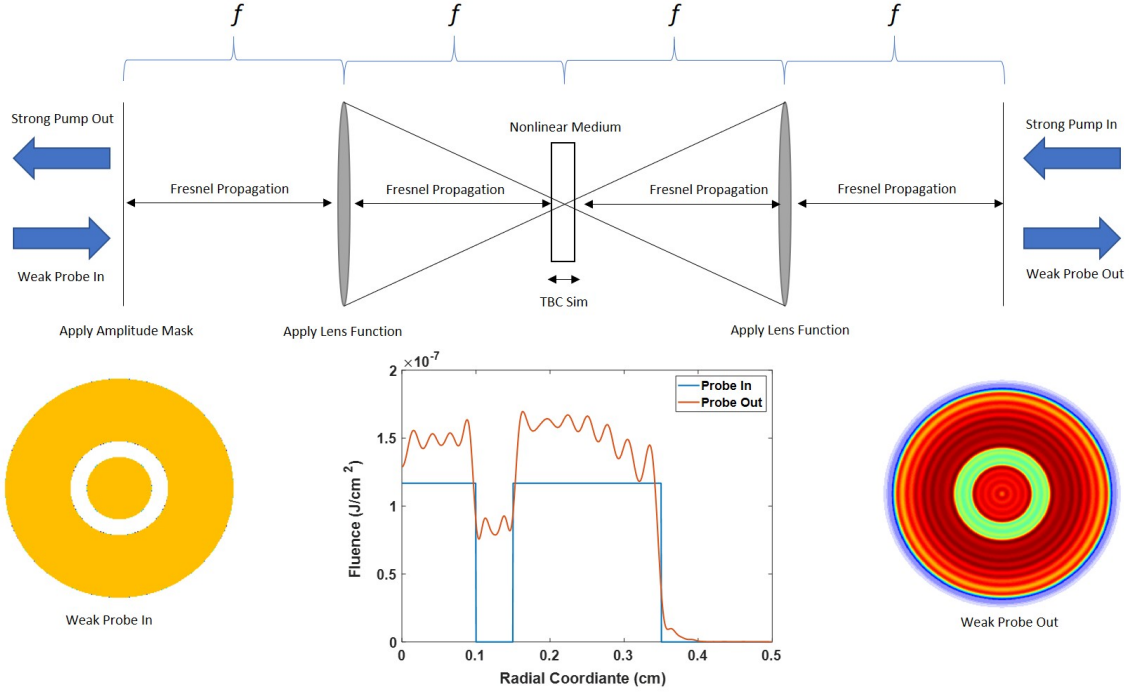 f
f
f
f
Strong Pump Out
Strong Pump In
Nonlinear Medium
Fresnel Propagation
Fresnel Propagation
Fresnel Propagation
Fresnel Propagation
Weak Probe In
Weak Probe Out
TBC Sim
Apply Amplitude Mask
Apply Lens Function
Apply Lens Function
×10-7
2
1.5
1
0.5
0
Fluence (J/cm 2)
Probe In
Probe Out
0
0.1
0.2
0.3
0.4
0.5
Radial Coordiante (cm)
Weak Probe In
Weak Probe Out